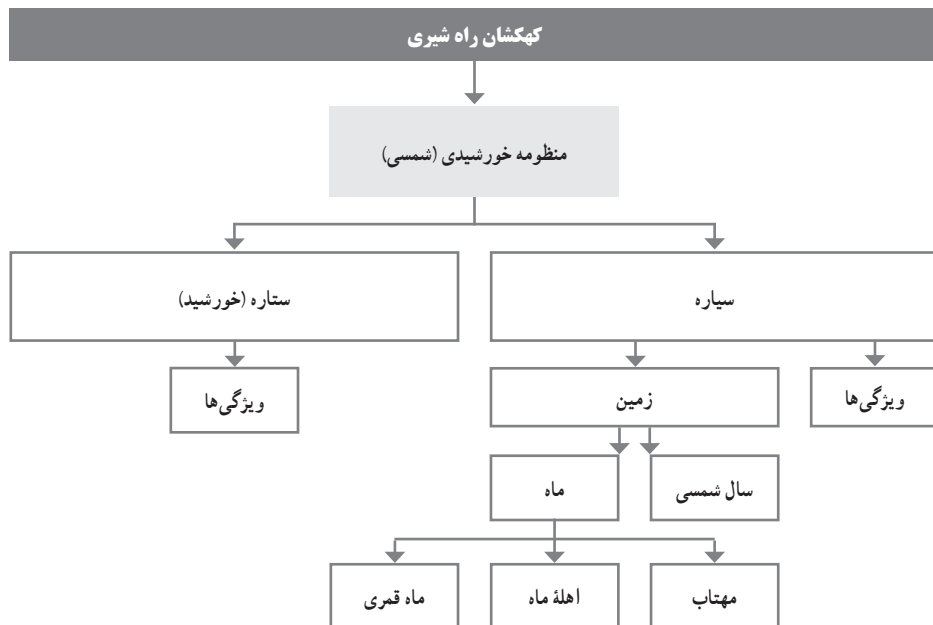 کهکشان راه شیری
منظومه خورشیدی (شمسی)
سیاره
ستاره (خورشید)
ویژگی‌ها
زمین
ویژگی‌ها
سال شمسی
ماه
مهتاب
اهلهٔ ماه
ماه قمری